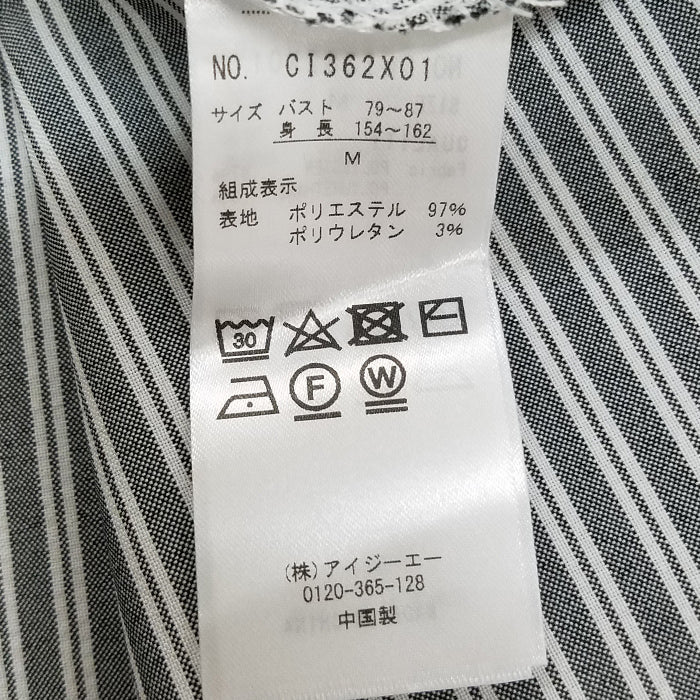 NO. CI362X01
サイズ バスト 79～87
身 長 154～162
M
組成表示
表地 ポリエステル 97%
ポリウレタン 3%
30
F W
(株)アイジーエー
0120-365-128
中国製